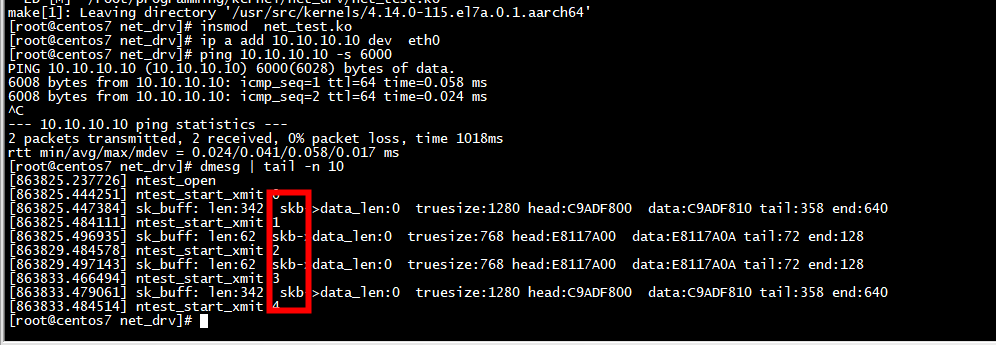 make[1]: Leaving directory '/usr/src/kernels/4.14.0-115.el7a.0.1.aarch64'
[root@centos7 net_drv]# insmod  net_test.ko
[root@centos7 net_drv]# ip a add 10.10.10.10 dev  eth0
[root@centos7 net_drv]# ping 10.10.10.10 -s 6000
PING 10.10.10.10 (10.10.10.10) 6000(6028) bytes of data.
6008 bytes from 10.10.10.10: icmp_seq=1 ttl=64 time=0.058 ms
6008 bytes from 10.10.10.10: icmp_seq=2 ttl=64 time=0.024 ms
^C
--- 10.10.10.10 ping statistics ---
2 packets transmitted, 2 received, 0% packet loss, time 1018ms
rtt min/avg/max/mdev = 0.024/0.041/0.058/0.017 ms
[root@centos7 net_drv]# dmesg | tail -n 10
[863825.237726] ntest_open
[863825.444251] ntest_start_xmit
[863825.447384] sk_buff: len:342  skb->data_len:0  truesize:1280 head:C9ADF800  data:C9ADF810 tail:358 end:640
[863825.484111] ntest_start_xmit 1
[863825.496935] sk_buff: len:62  skb->data_len:0  truesize:768 head:E8117A00  data:E8117A0A tail:72 end:128
[863829.484578] ntest_start_xmit 2
[863829.497143] sk_buff: len:62  skb->data_len:0  truesize:768 head:E8117A00  data:E8117A0A tail:72 end:128
[863833.466494] ntest_start_xmit 3
[863833.479061] sk_buff: len:342  skb->data_len:0  truesize:1280 head:C9ADF800  data:C9ADF810 tail:358 end:640
[863833.484514] ntest_start_xmit 4
[root@centos7 net_drv]#